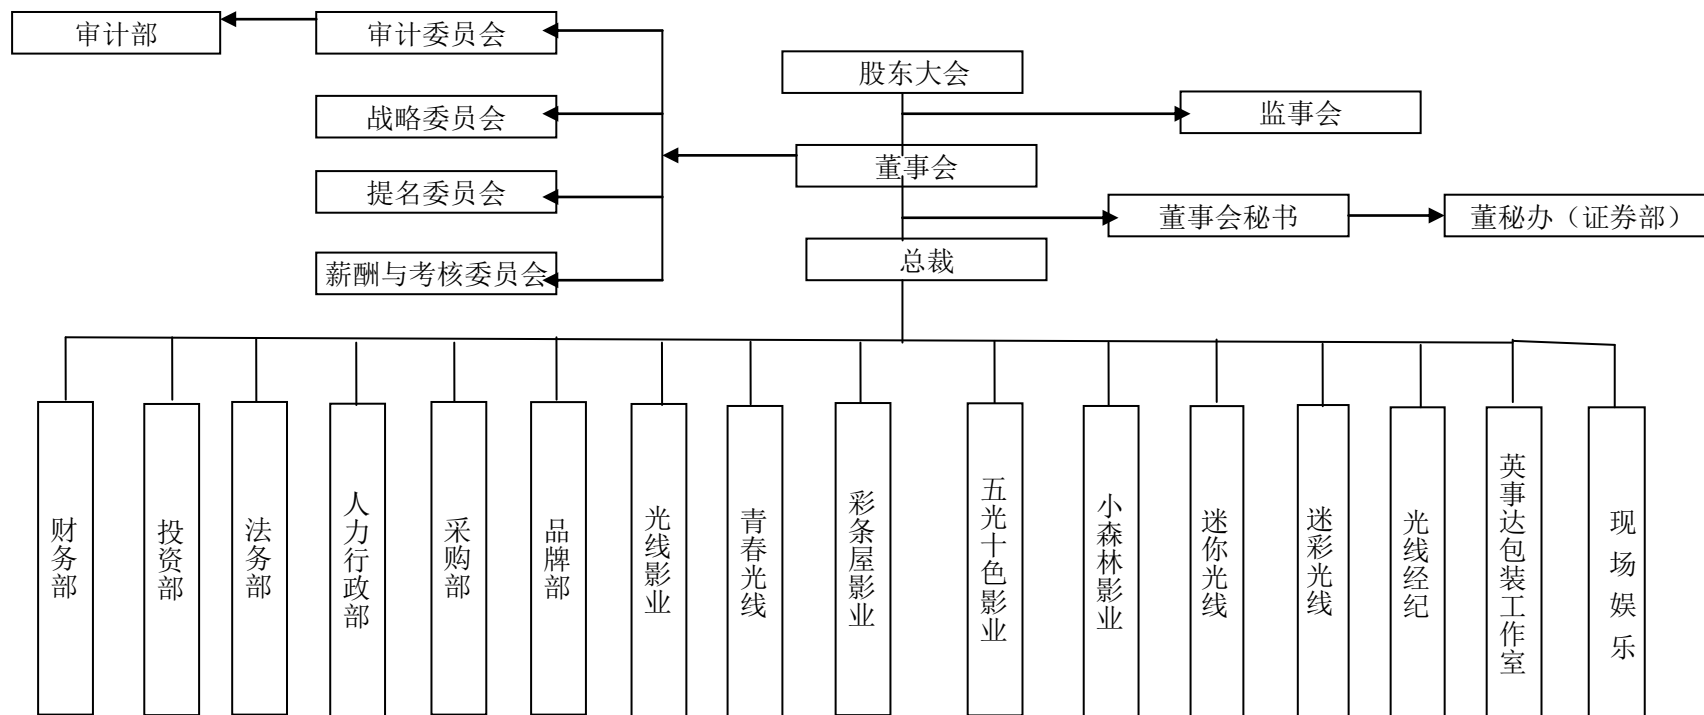 审计部
审计委员会
股东大会
战略委员会
监事会
董事会
提名委员会
董事会秘书
董秘办（证券部）
总裁
薪酬与考核委员会
财务部
投资部
法务部
人力行政部
采购部
品牌部
光线影业
青春光线
彩条屋影业
五光十色影业
小森林影业
迷你光线
迷彩光线
光线经纪
英事达包装工作室
现场娱乐